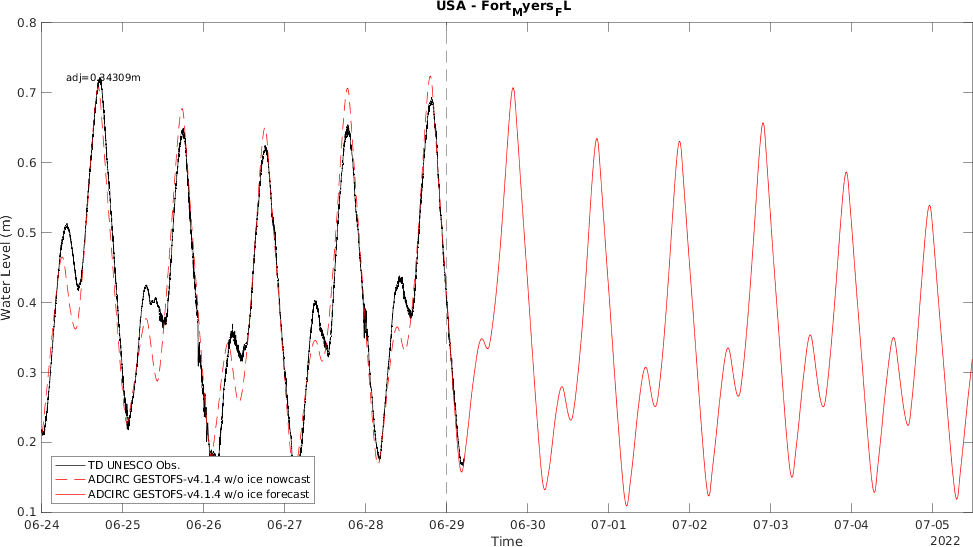 USA - Fort_Myers_FL
0.8
adj=0.34309m
0.7
0.6
0.5
0.4
0.3
0.2
0.1
Water Level (m)
TD UNESCO Obs.
ADCIRC GESTOFS-v4.1.4 w/o ice nowcast
ADCIRC GESTOFS-v4.1.4 w/o ice forecast
06-24 06-25 06-26 06-27 06-28 06-29 06-30 07-01 07-02 07-03 07-04 07-05
Time
2022